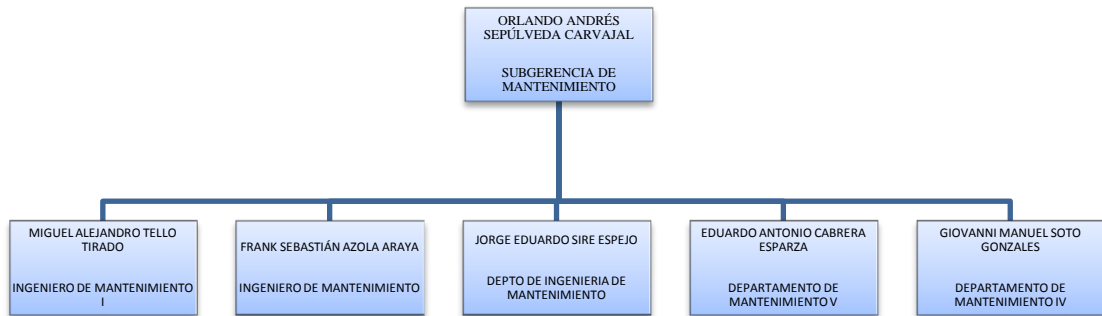 ORLANDO ANDRÉS
SEPÚLVEDA CARVAJAL
SUBGERENCIA DE
MANTENIMIENTO
MIGUEL ALEJANDRO TELLO
TIRADO
INGENIERO DE MANTENIMIENTO
I
FRANK SEBASTIÁN AZOLA ARAYA
INGENIERO DE MANTENIMIENTO
JORGE EDUARDO SIRE ESPEJO
DEPTO DE INGENIERIA DE
MANTENIMIENTO
EDUARDO ANTONIO CABRERA
ESPARZA
DEPARTAMENTO DE
MANTENIMIENTO V
GIOVANNI MANUEL SOTO
GONZALES
DEPARTAMENTO DE
MANTENIMIENTO IV